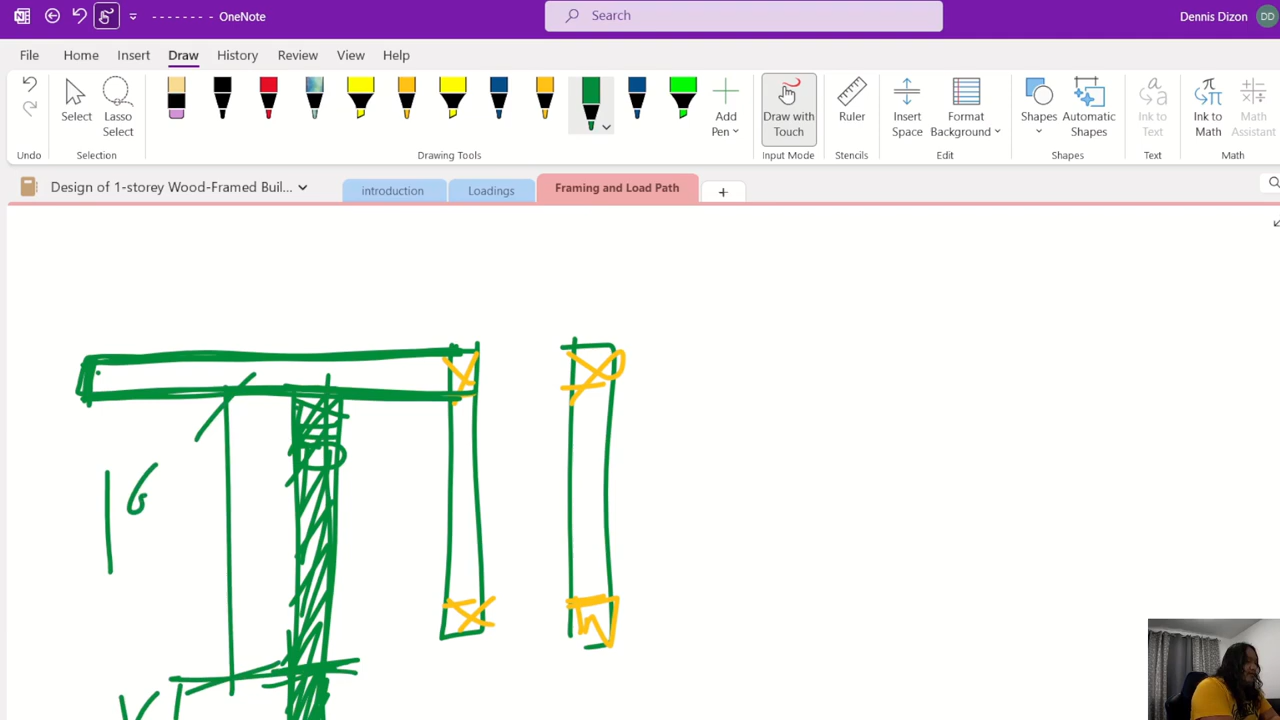 - - - - - - - OneNote
Search
Dennis Dizon
DD
File Home Insert Draw History Review View Help
Select
Lasso Select
Add Pen
Draw with Touch
Ruler
Insert Space
Format Background
Shapes
Automatic Shapes
Ink to Text
Ink to Math
Math Assistant
Undo Selection Drawing Tools Input Mode Stencils Edit Shapes Text Math
Design of 1-storey Wood-Framed Buil...
introduction
Loadings
Framing and Load Path
16